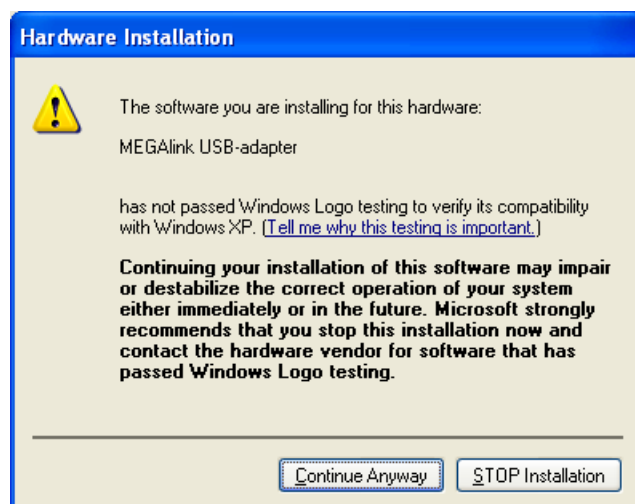 Hardware Installation
The software you are installing for this hardware:
MEGAlink USB-adapter
has not passed Windows Logo testing to verify its compatibility
with Windows XP. (Tell me why this testing is important.)
Continuing your installation of this software may impair
or destabilize the correct operation of your system
either immediately or in the future. Microsoft strongly
recommends that you stop this installation now and
contact the hardware vendor for software that has
passed Windows Logo testing.
Continue Anyway STOP Installation